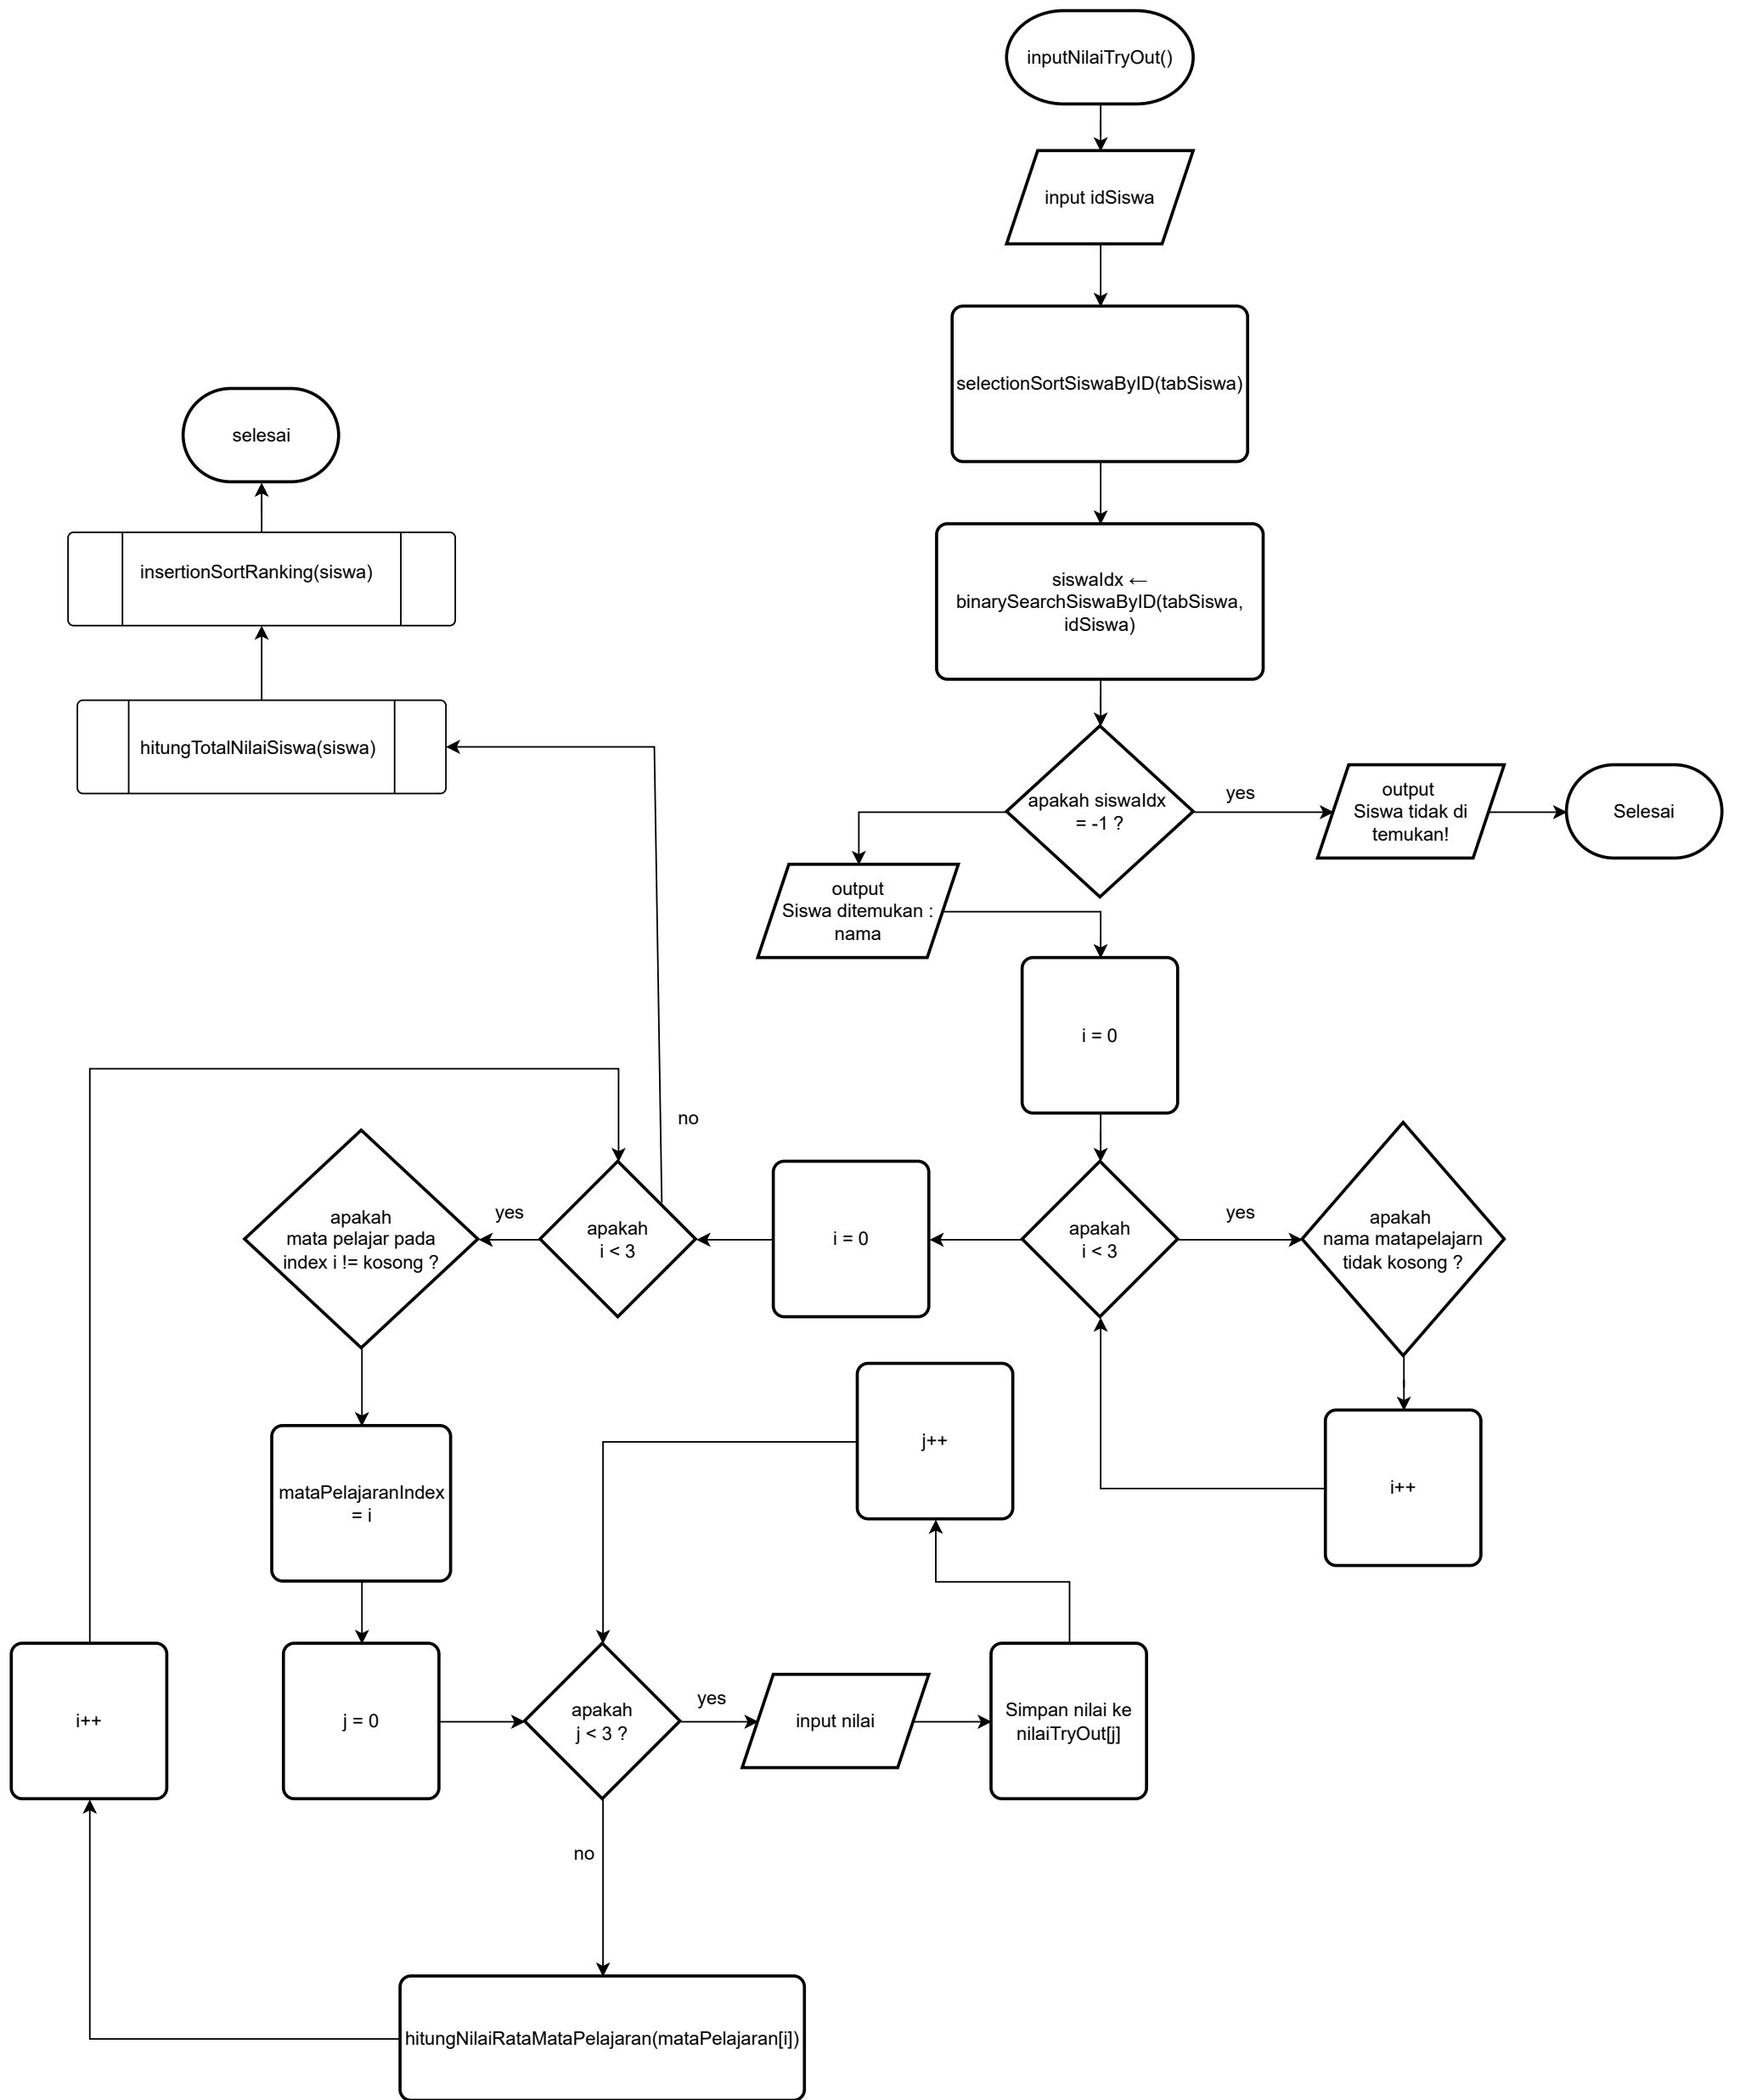 inputNilaiTryOut()
input idSiswa
selectionSortSiswaByID(tabSiswa)
siswaIdx ←
binarySearchSiswaByID(tabSiswa,
idSiswa)
apakah siswaIdx
= -1 ?
yes
output
Siswa tidak di
temukan!
Selesai
output
Siswa ditemukan :
nama
i = 0
apakah
i < 3
yes
apakah
nama matapelajarn
tidak kosong ?
i++
i = 0
apakah
i < 3
no
yes
apakah
mata pelajar pada
index i != kosong ?
mataPelajaranIndex
= i
j = 0
apakah
j < 3 ?
yes
input nilai
Simpan nilai ke
nilaiTryOut[j]
j++
no
hitungNilaiRataMataPelajaran(mataPelajaran[i])
i++
hitungTotalNilaiSiswa(siswa)
insertionSortRanking(siswa)
selesai